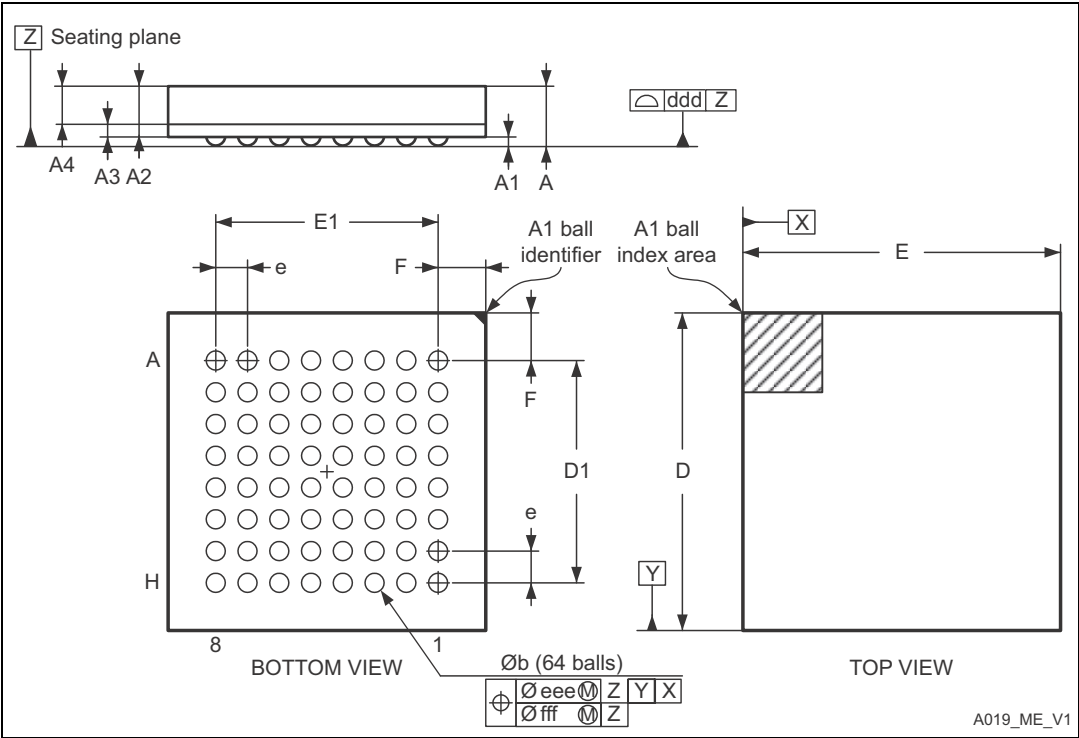 Z Seating plane
ddd Z
A4
A3 A2
A1 A
E1
A1 ball
identifier
A1 ball
index area
X
e
F
E
A
F
D1
D
e
H
Y
8
1
BOTTOM VIEW
Øb (64 balls)
TOP VIEW
Ø eee Ⓜ Z Y X
Ø fff Ⓜ Z
A019_ME_V1